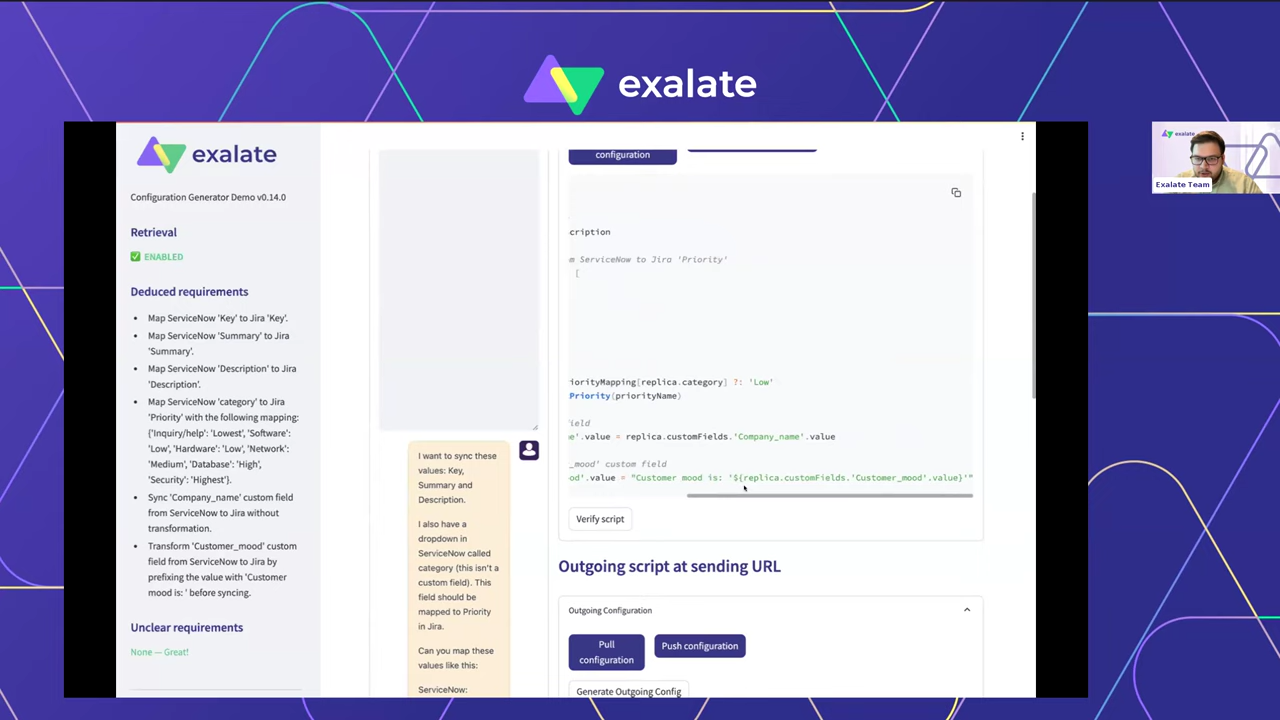 exalate
exalate
Configuration Generator Demo v0.14.0
Retrieval
✅ ENABLED
Deduced requirements
• Map ServiceNow 'Key' to Jira 'Key'.
• Map ServiceNow 'Summary' to Jira
'Summary'.
• Map ServiceNow 'Description' to Jira
'Description'.
• Map ServiceNow 'category' to Jira
'Priority' with the following mapping:
{'Inquiry/help': 'Lowest', 'Software':
'Low', 'Hardware': 'Low', 'Network':
'Medium', 'Database': 'High',
'Security': 'Highest'}.
• Sync 'Company_name' custom field
from ServiceNow to Jira without
transformation.
• Transform 'Customer_mood' custom
field from ServiceNow to Jira by
prefixing the value with 'Customer
mood is: ' before syncing.
Unclear requirements
None — Great!
I want to sync these
values: Key,
Summary and
Description.
I also have a
dropdown in
ServiceNow called
category (this isn't a
custom field). This
field should be
mapped to Priority
in Jira.
Can you map these
values like this:
ServiceNow:
configuration
cription
m ServiceNow to Jira 'Priority'
[
iorityMapping[replica.category] ?: 'Low'
Priority(priorityName)
ield
e'.value = replica.customFields.'Company_name'.value
_mood' custom field
ood'.value = "Customer mood is: '${replica.customFields.'Customer_mood'.value}'"
Verify script
Outgoing script at sending URL
Outgoing Configuration
Pull
configuration
Push configuration
Generate Outgoing Config
exalate
Exalate Team